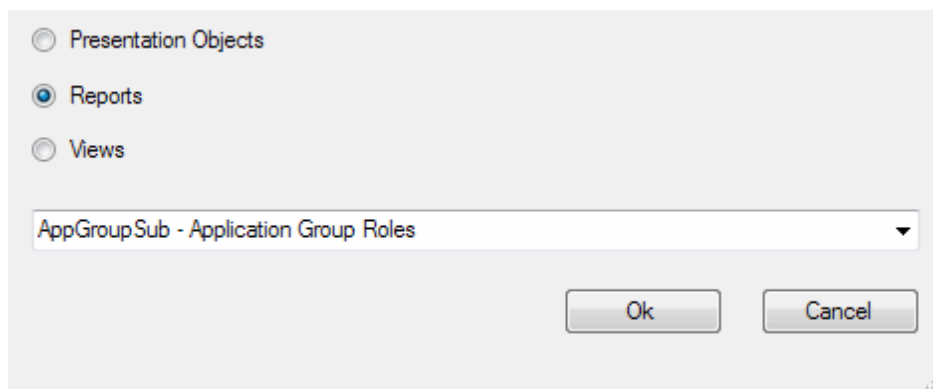 Presentation Objects
Reports
Views
AppGroupSub - Application Group Roles
Ok Cancel